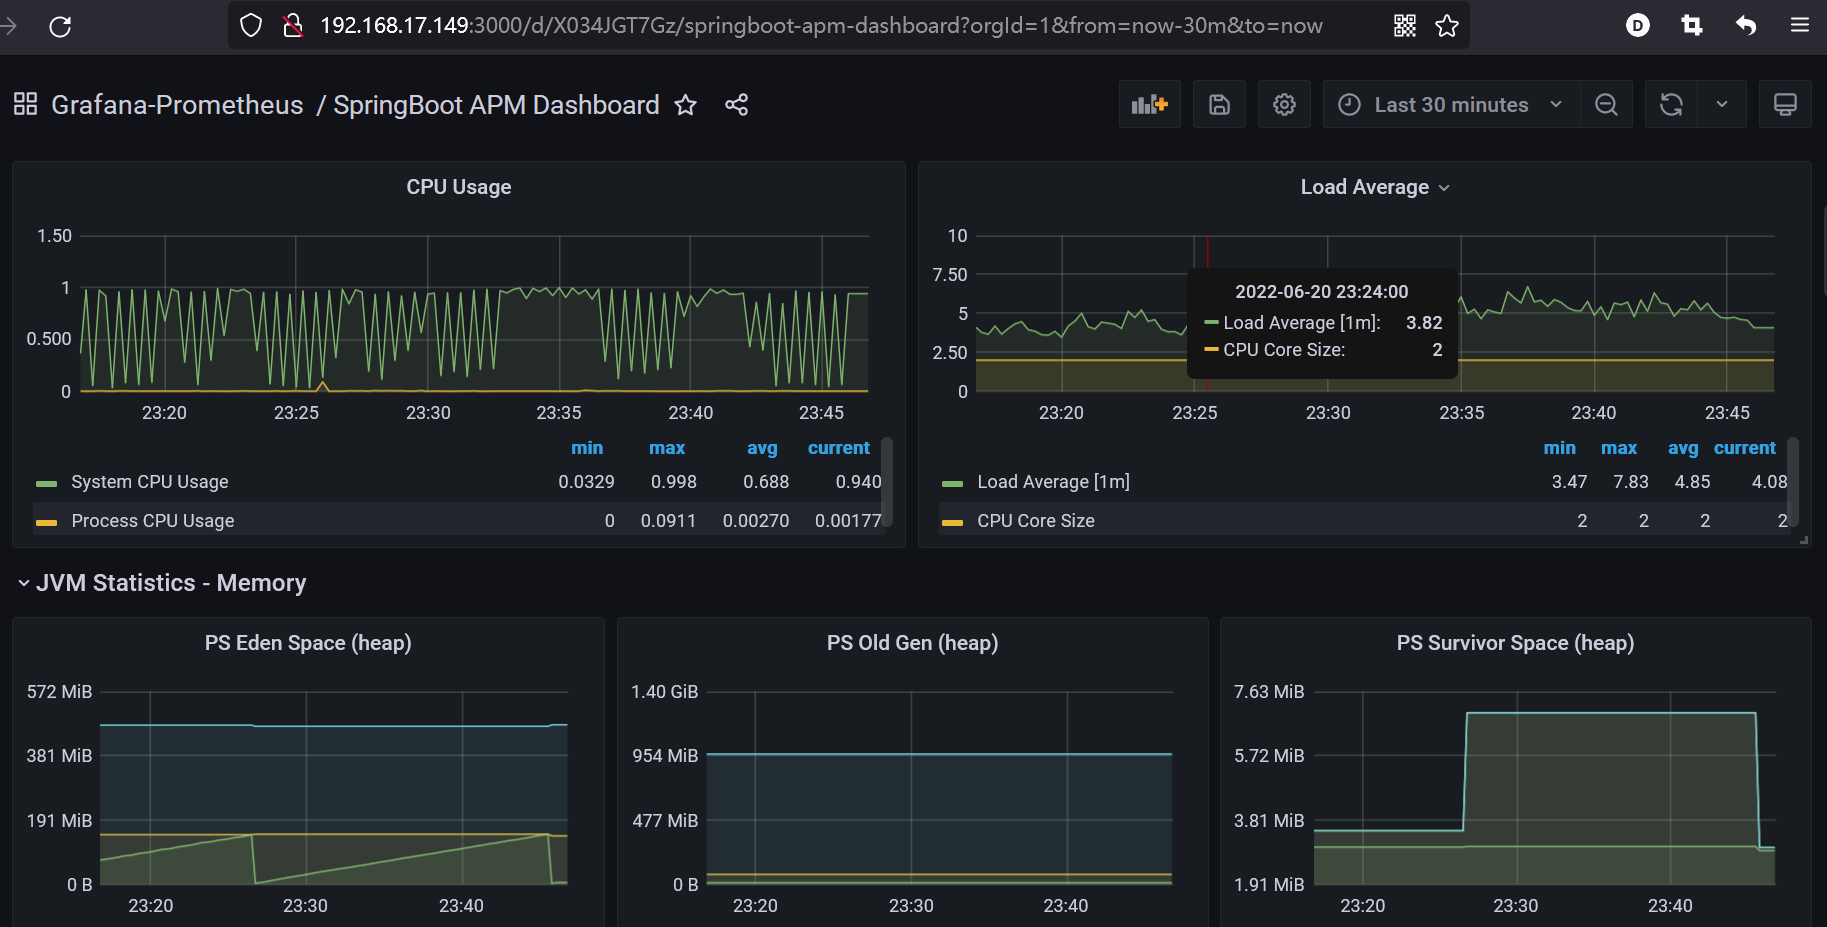 192.168.17.149:3000/d/X034JGT7Gz/springboot-apm-dashboard?orgId=1&from=now-30m&to=now
D
Grafana-Prometheus / SpringBoot APM Dashboard
Last 30 minutes
CPU Usage
1.50
1
0.500
0
23:20 23:25 23:30 23:35 23:40 23:45
min max avg current
System CPU Usage 0.0329 0.998 0.688 0.940
Process CPU Usage 0 0.0911 0.00270 0.00177
Load Average
10
7.50
5
2.50
0
2022-06-20 23:24:00
Load Average [1m]: 3.82
CPU Core Size: 2
23:20 23:25 23:30 23:35 23:40 23:45
min max avg current
Load Average [1m] 3.47 7.83 4.85 4.08
CPU Core Size 2 2 2 2
JVM Statistics - Memory
PS Eden Space (heap)
572 MiB
381 MiB
191 MiB
0 B
23:20 23:30 23:40
PS Old Gen (heap)
1.40 GiB
954 MiB
477 MiB
0 B
23:20 23:30 23:40
PS Survivor Space (heap)
7.63 MiB
5.72 MiB
3.81 MiB
1.91 MiB
23:20 23:30 23:40